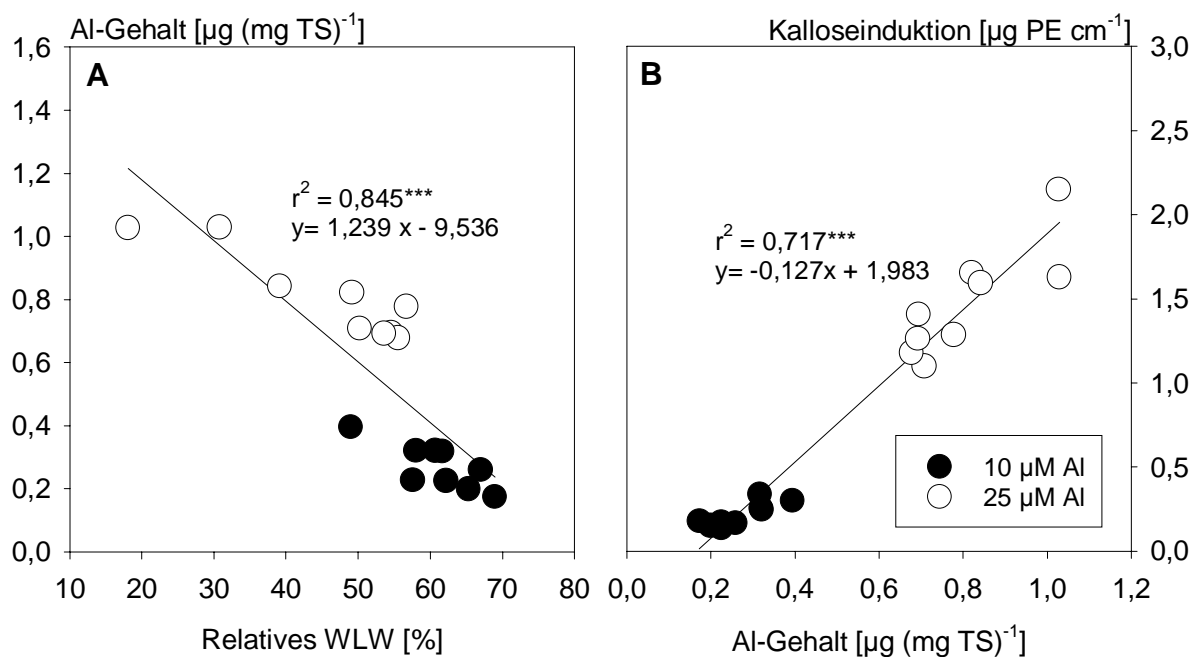 Al-Gehalt [µg (mg TS)⁻¹]
A
1,6
1,4
1,2
1,0
0,8
0,6
0,4
0,2
0,0
r² = 0,845***
y= 1,239 x - 9,536
10 20 30 40 50 60 70 80
Relatives WLW [%]
Kalloseinduktion [µg PE cm⁻¹]
B
3,0
2,5
2,0
1,5
1,0
0,5
0,0
r² = 0,717***
y= -0,127x + 1,983
10 µM Al
25 µM Al
0,0 0,2 0,4 0,6 0,8 1,0 1,2
Al-Gehalt [µg (mg TS)⁻¹]